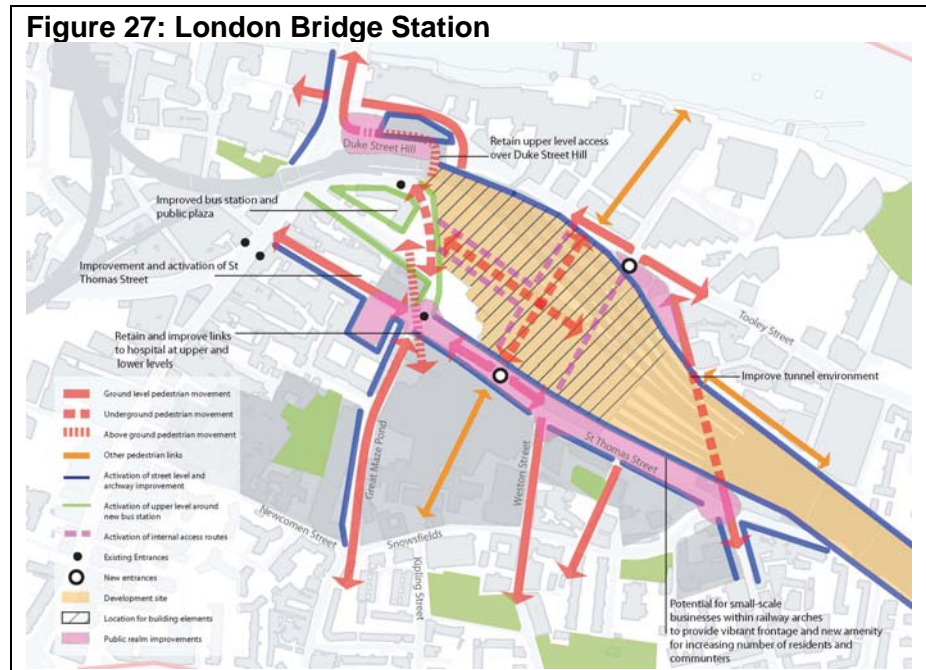 Figure 27: London Bridge Station
Duke Street Hill
Retain upper level access
over Duke Street Hill
Improved bus station and
public plaza
Improvement and activation of St
Thomas Street
Retain and improve links
to hospital at upper and
lower levels
Tooley Street
Improve tunnel environment
St Thomas Street
Great Maze Pond
Weston Street
Newcomen Street
Snowsfields
Kipling Street
Ground level pedestrian movement
Underground pedestrian movement
Above ground pedestrian movement
Other pedestrian links
Activation of street level and
archway improvement
Activation of upper level around
new bus station
Activation of internal access routes
Existing Entrances
New entrances
Development site
Location for building elements
Public realm improvements
Potential for small-scale
businesses within railway arches
to provide vibrant frontage and new amenity
for increasing number of residents and
communters